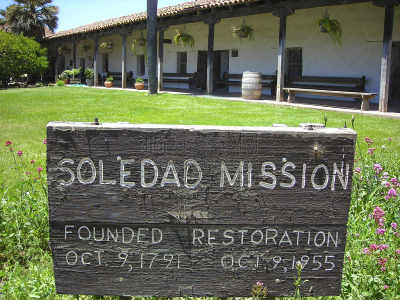 SOLEDAD MISSION
FOUNDED RESTORATION
OCT. 9, 1791 OCT. 9, 1955